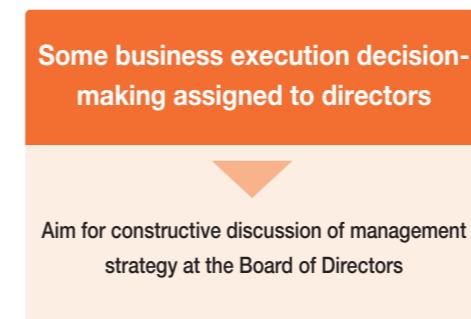 Some business execution decision-
making assigned to directors
Aim for constructive discussion of management
strategy at the Board of Directors